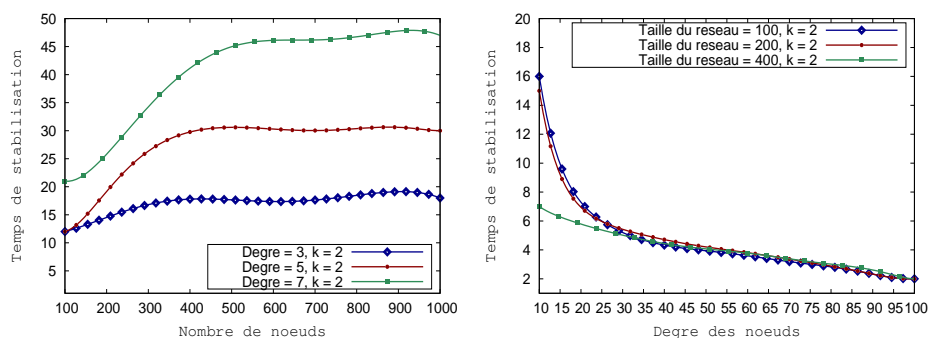 50
45
40
35
30
25
20
15
10
5
100 200 300 400 500 600 700 800 900 1000
Temps de stabilisation
Nombre de noeuds
Degre = 3, k = 2
Degre = 5, k = 2
Degre = 7, k = 2
20
18
16
14
12
10
8
6
4
2
10 15 20 25 30 35 40 45 50 55 60 65 70 75 80 85 90 95 100
Temps de stabilisation
Degre des noeuds
Taille du reseau = 100, k = 2
Taille du reseau = 200, k = 2
Taille du reseau = 400, k = 2